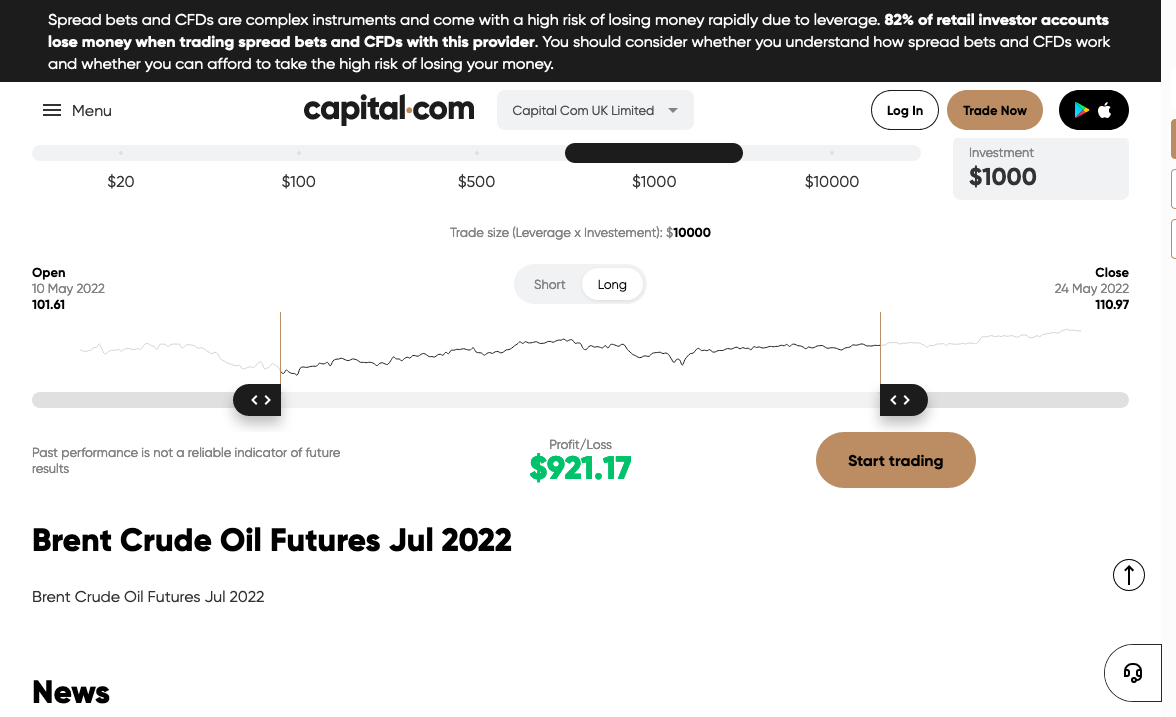 Spread bets and CFDs are complex instruments and come with a high risk of losing money rapidly due to leverage. 82% of retail investor accounts
lose money when trading spread bets and CFDs with this provider. You should consider whether you understand how spread bets and CFDs work
and whether you can afford to take the high risk of losing your money.
Menu
capital.com
Capital Com UK Limited
Log In
Trade Now
$20
$100
$500
$1000
$10000
Investment
$1000
Trade size (Leverage x Investement): $10000
Open
10 May 2022
101.61
Short
Long
Close
24 May 2022
110.97
Past performance is not a reliable indicator of future
results
Profit/Loss
$921.17
Start trading
Brent Crude Oil Futures Jul 2022
Brent Crude Oil Futures Jul 2022
News